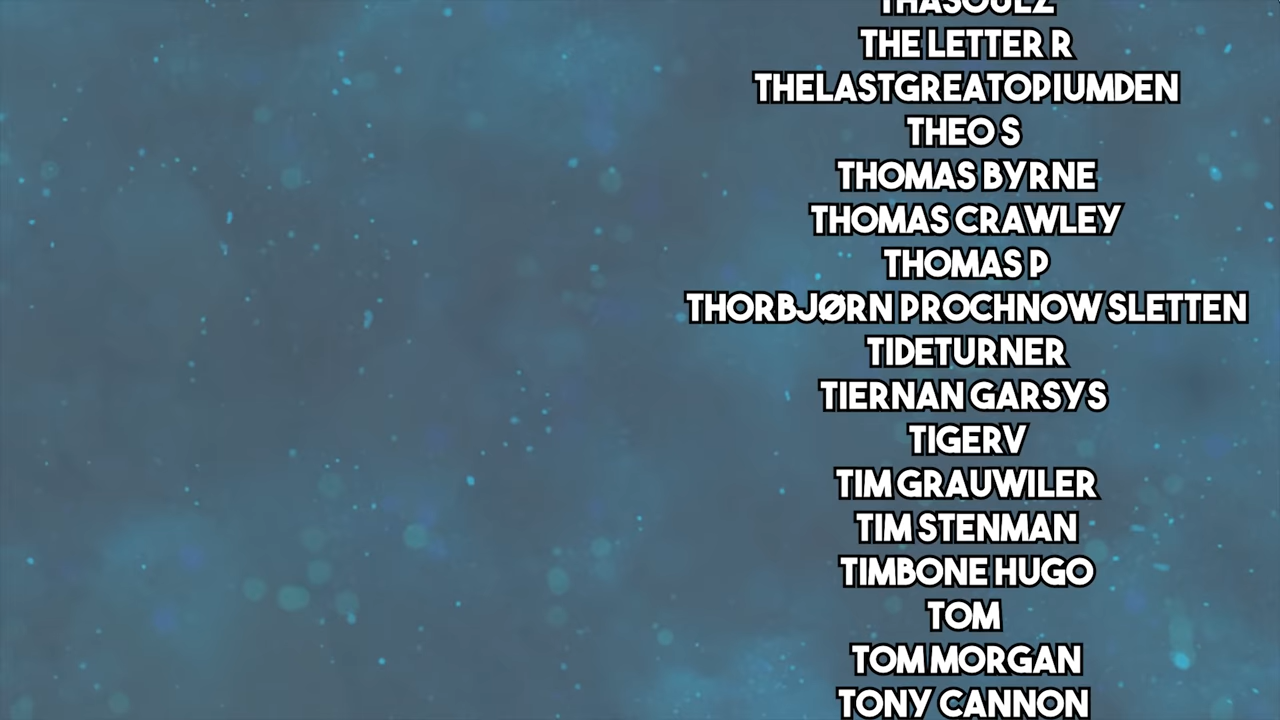 THASOULZ
THE LETTER R
THELASTGREATOPIUMDEN
THEO S
THOMAS BYRNE
THOMAS CRAWLEY
THOMAS P
THORBJØRN PROCHNOW SLETTEN
TIDETURNER
TIERNAN GARSYS
TIGERV
TIM GRAUWILER
TIM STENMAN
TIMBONE HUGO
TOM
TOM MORGAN
TONY CANNON